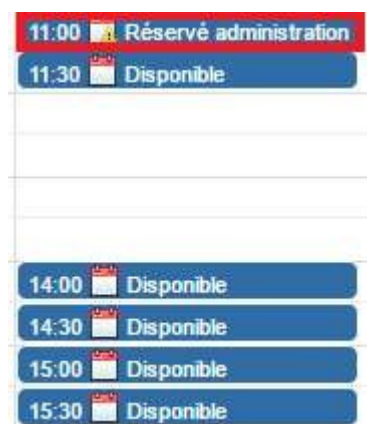 11:00 Réservé administration
11:30 Disponible
14:00 Disponible
14:30 Disponible
15:00 Disponible
15:30 Disponible